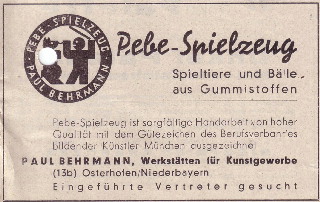 PEBE-SPIELZEUG
PAUL BEHRMANN
Pebe-Spielzeug
Spieltiere und Bälle
aus Gummistoffen
Pebe-Spielzeug ist sorgfältige Handarbeit von hoher
Qualität mit dem Gütezeichen des Berufsverbandes
bildender Künstler München ausgezeichnet
PAUL BEHRMANN, Werkstätten für Kunstgewerbe
(13b) Osterhofen/Niederbayern
Eingeführte Vertreter gesucht